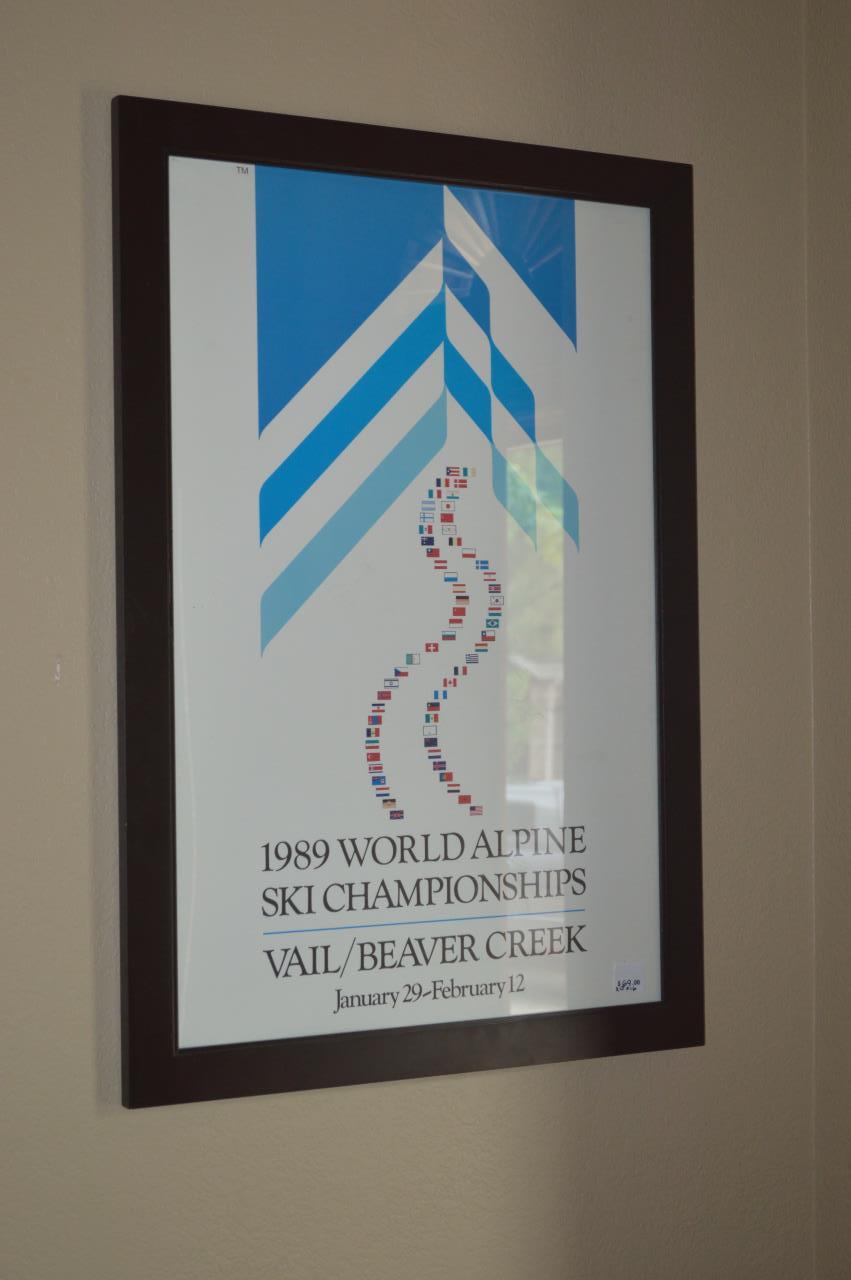 TM
1989 WORLD ALPINE
SKI CHAMPIONSHIPS
VAIL/BEAVER CREEK
January 29-February 12